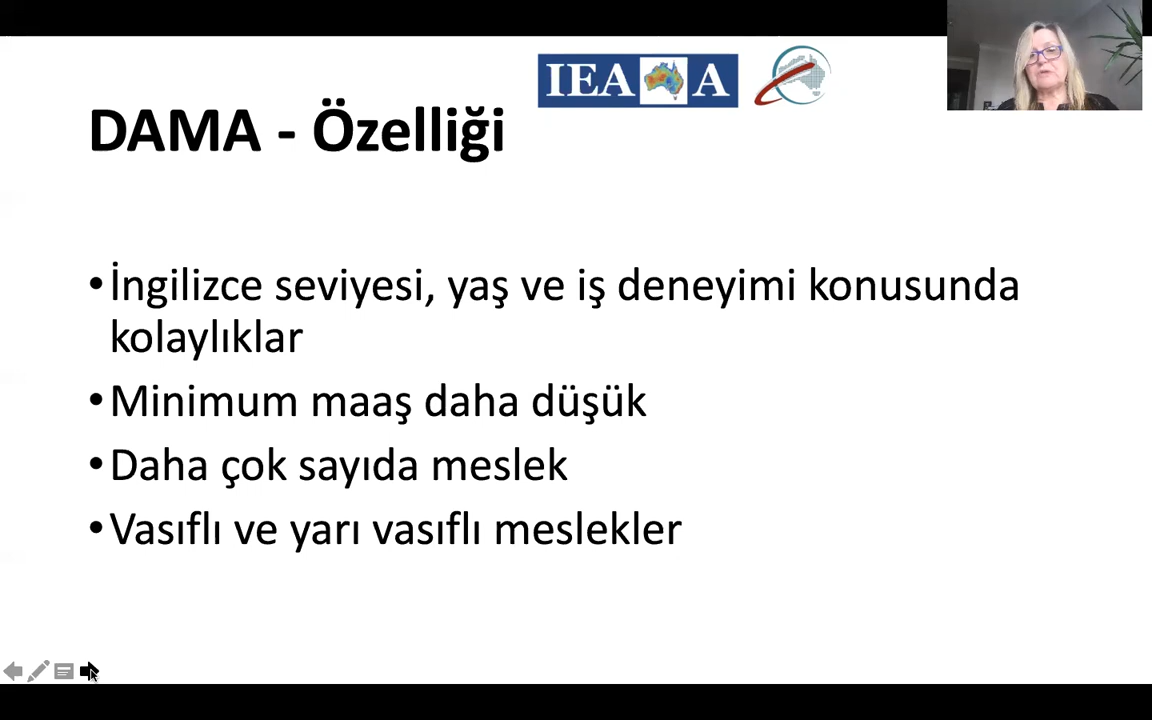 IEA A
DAMA - Özelliği
•İngilizce seviyesi, yaş ve iş deneyimi konusunda
kolaylıklar
•Minimum maaş daha düşük
•Daha çok sayıda meslek
•Vasıflı ve yarı vasıflı meslekler